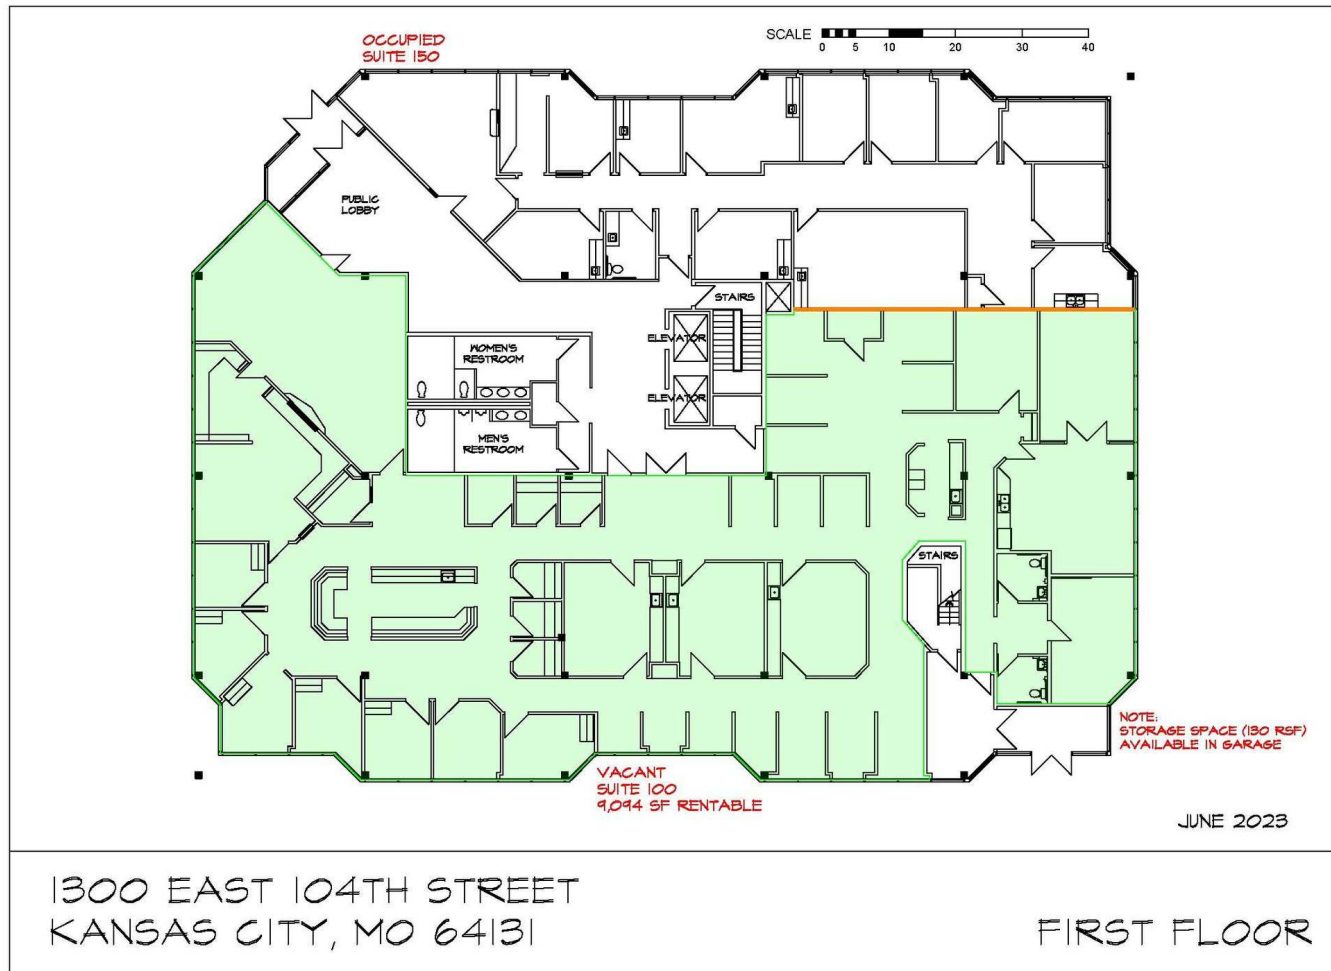 OCCUPIED
SUITE 150
SCALE
0 5 10 20 30 40
PUBLIC
LOBBY
STAIRS
ELEVATOR
WOMEN'S
RESTROOM
ELEVATOR
MEN'S
RESTROOM
STAIRS
NOTE:
STORAGE SPACE (130 RSF)
AVAILABLE IN GARAGE
VACANT
SUITE 100
9,094 SF RENTABLE
JUNE 2023
1300 EAST 104TH STREET
KANSAS CITY, MO 64131
FIRST FLOOR